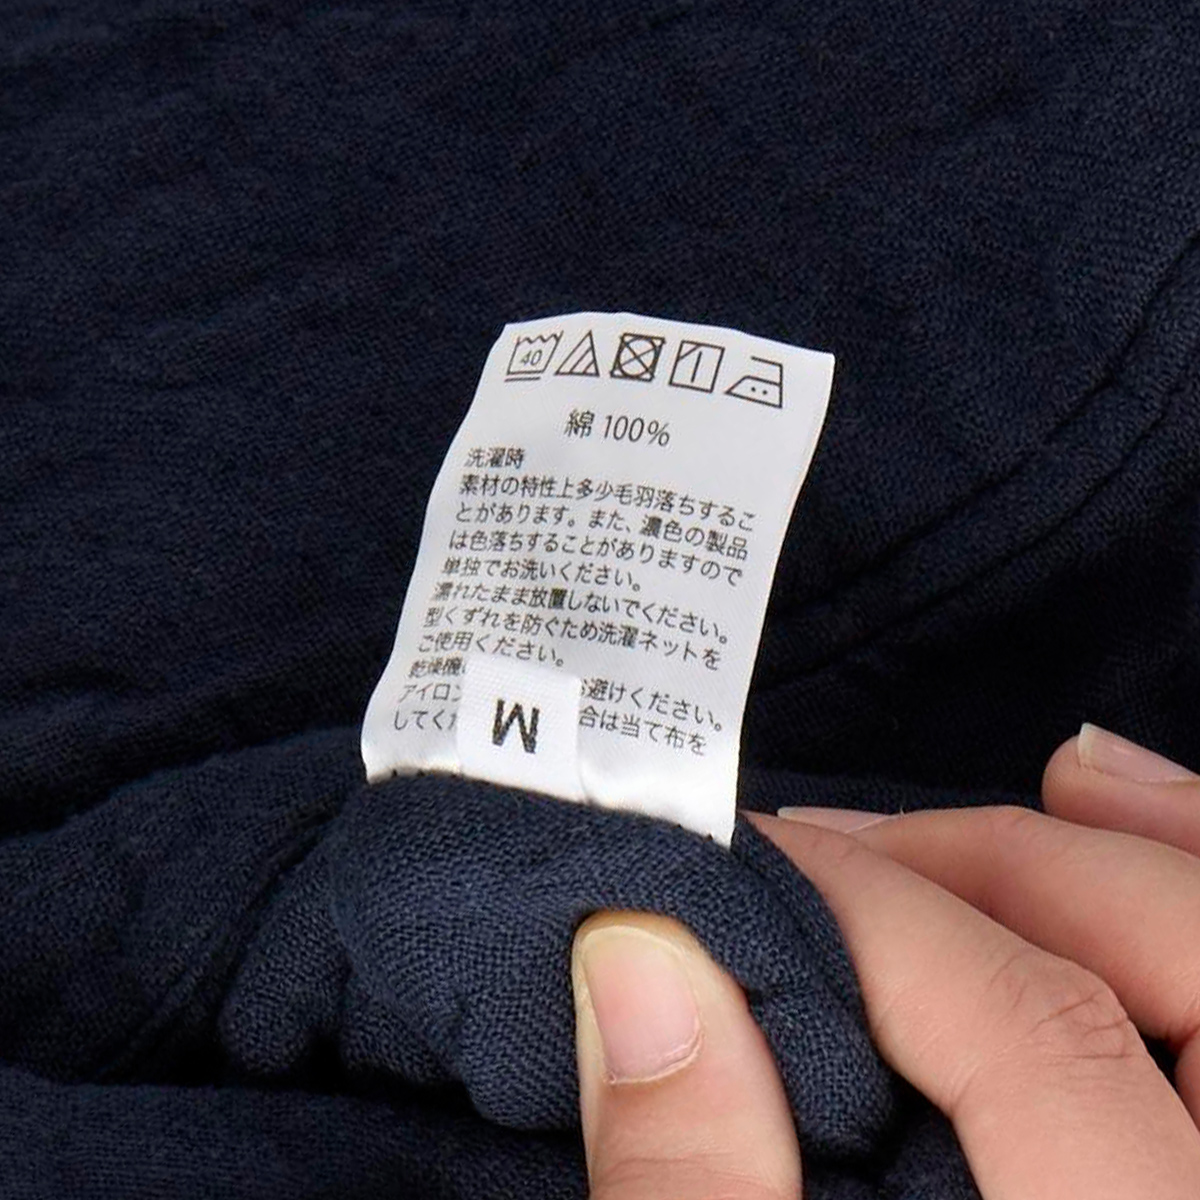 40
綿 100%
洗濯時
素材の特性上多少毛羽落ちするこ
とがあります。また、濃色の製品
は色落ちすることがありますので
単独でお洗いください。
濡れたまま放置しないでください。
型くずれを防ぐため洗濯ネットを
ご使用ください。
乾燥機 お避けください。
アイロン 合は当て布を
してくだ
M